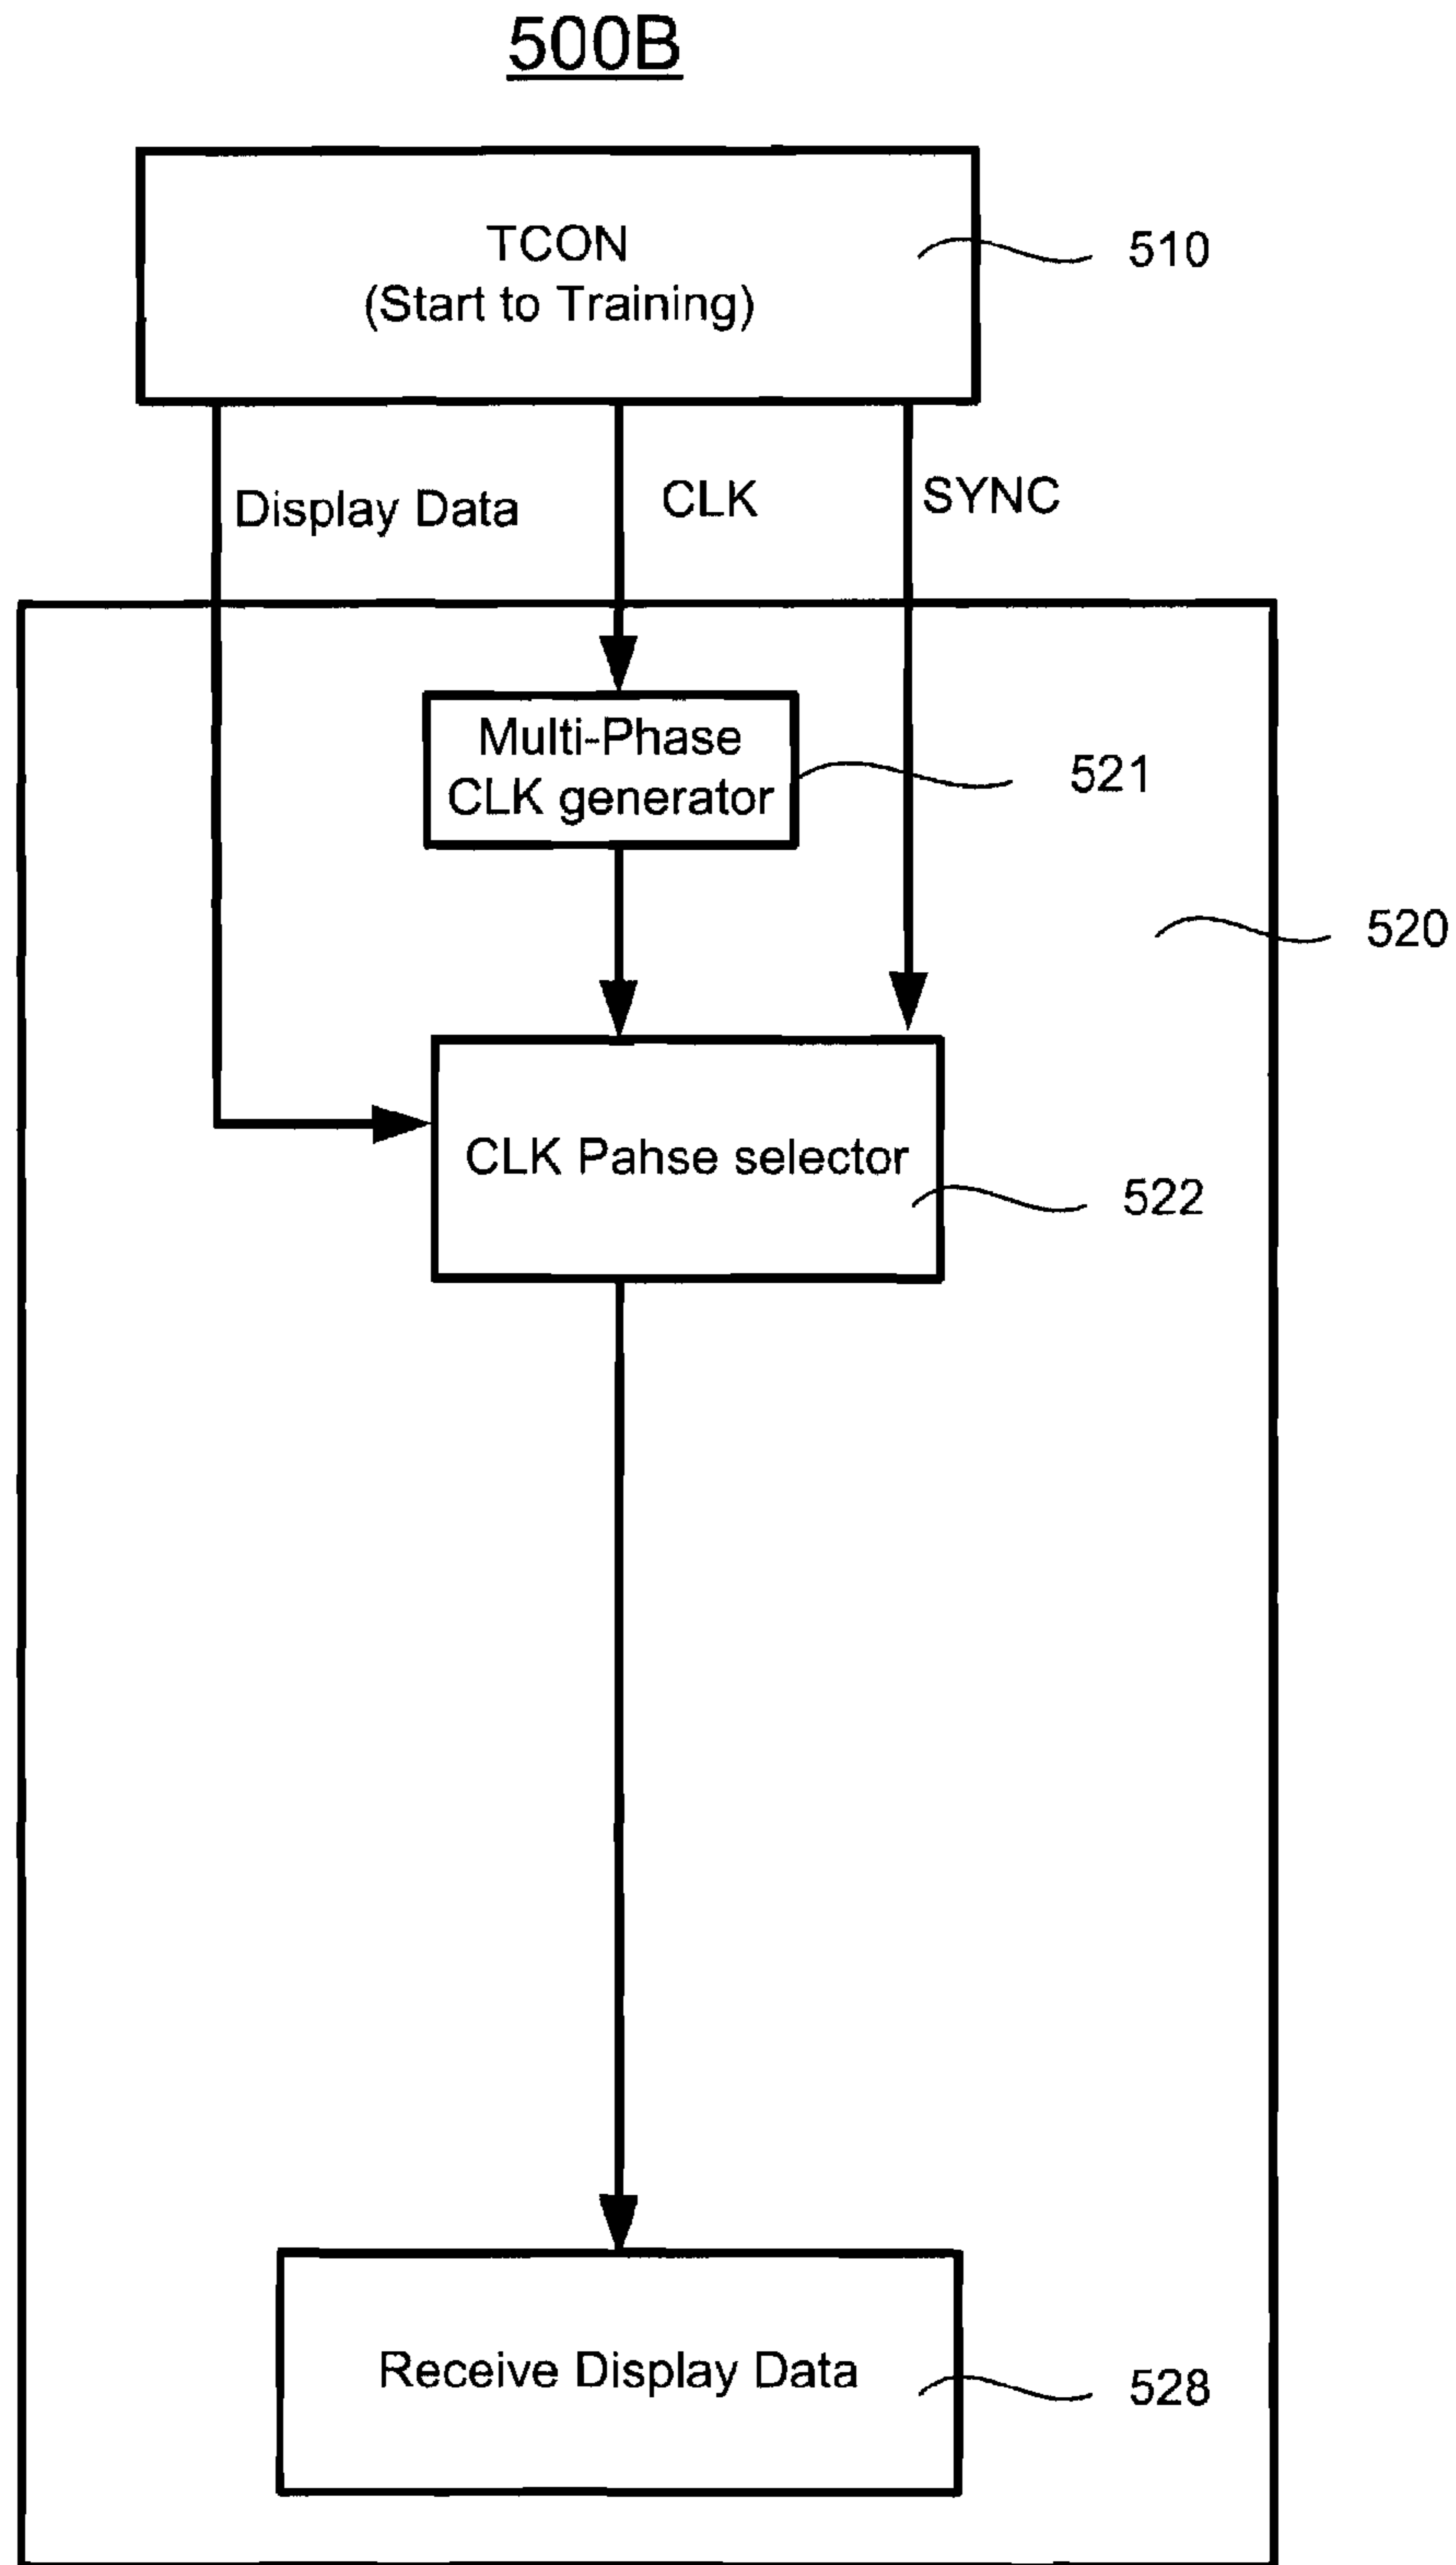 500B
TCON
(Start to Training)
510
Display Data
CLK
SYNC
Multi-Phase
CLK generator
521
520
CLK Pahse selector
522
Receive Display Data
528